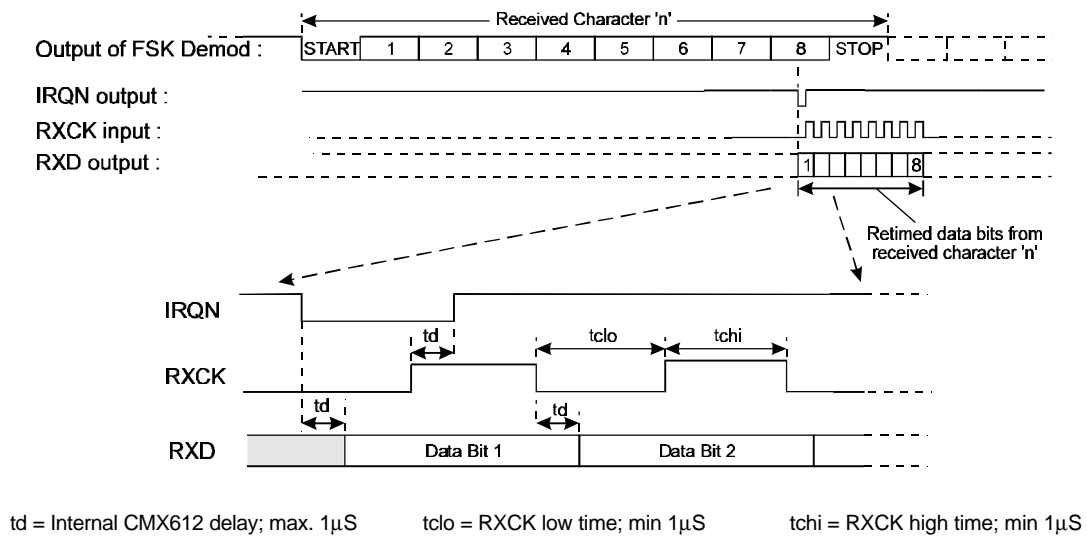 Received Character 'n'
Output of FSK Demod :
START 1 2 3 4 5 6 7 8 STOP
IRQN output :
RXCK input :
RXD output :
1 8
Retimed data bits from
received character 'n'
IRQN
td tclo tchi
RXCK
td td
RXD
Data Bit 1 Data Bit 2
td = Internal CMX612 delay; max. 1µS tclo = RXCK low time; min 1µS tchi = RXCK high time; min 1µS